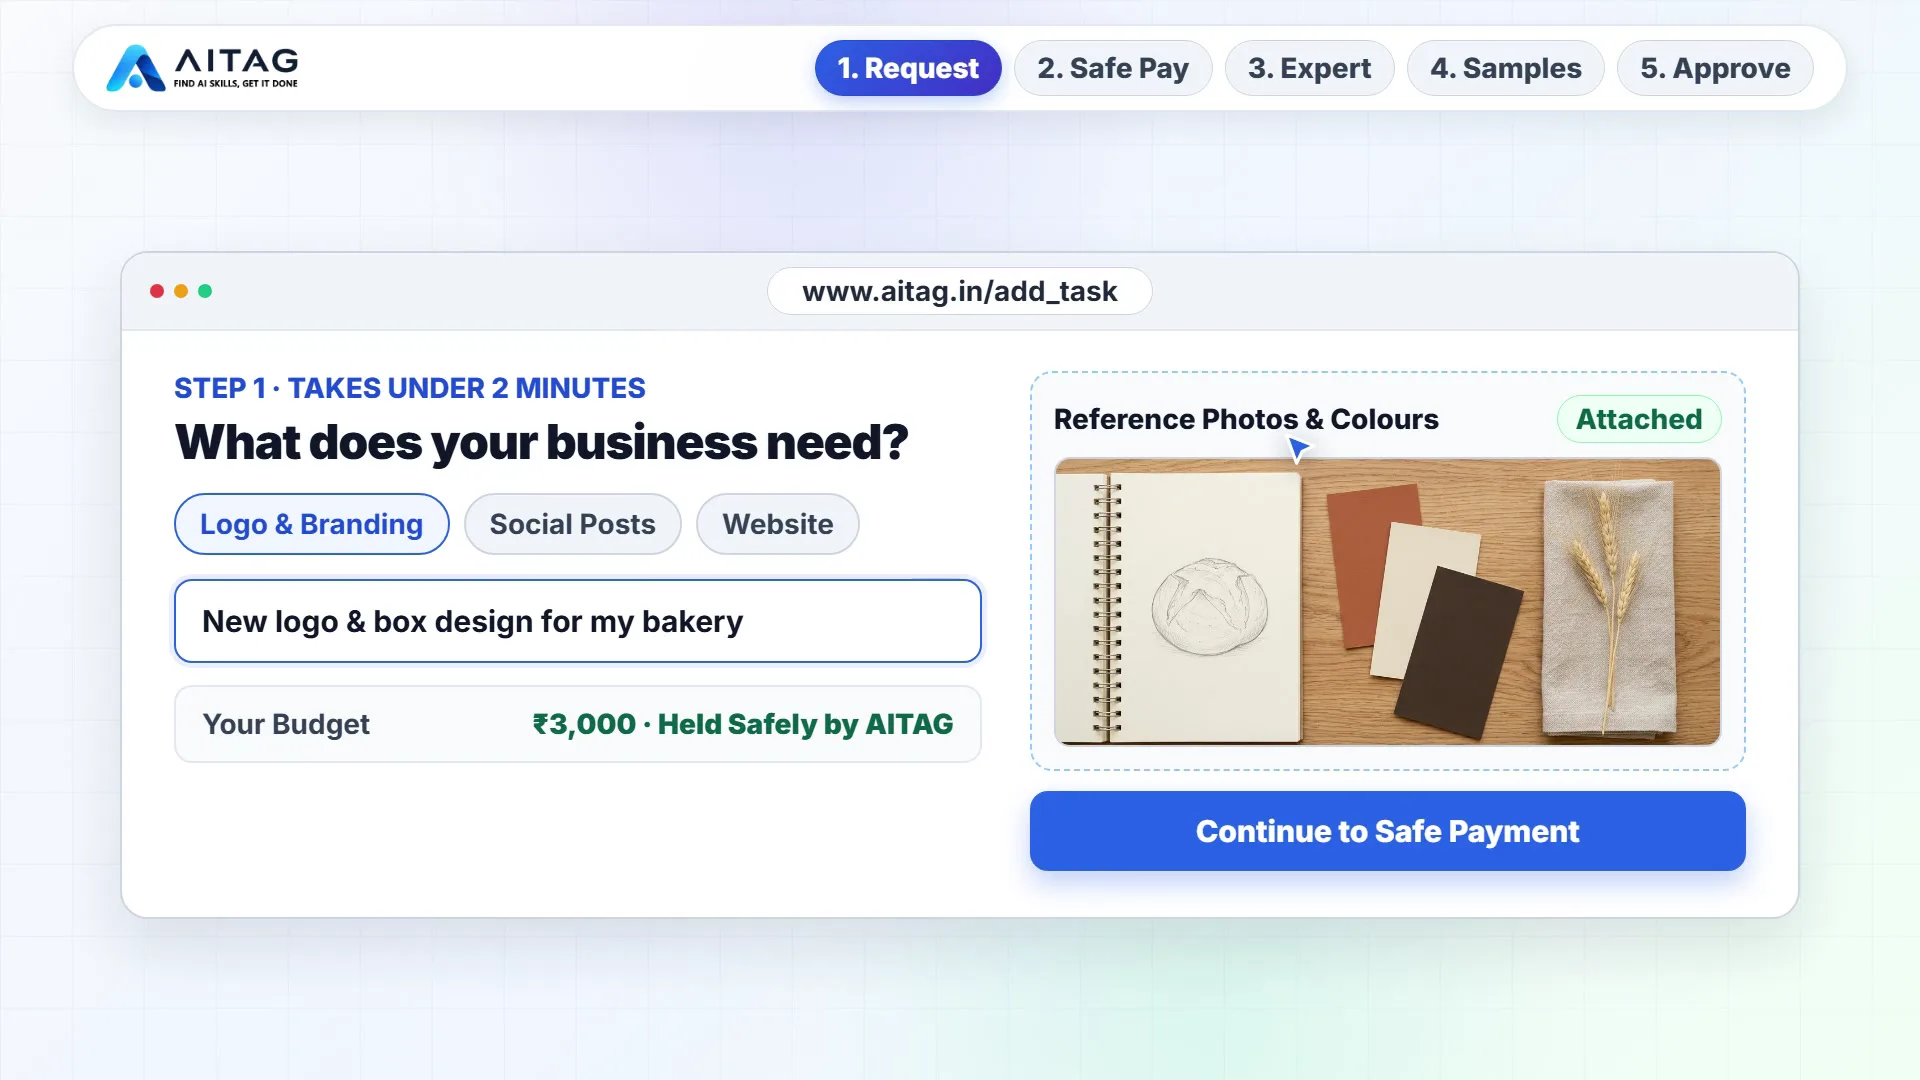 AITAG
FIND AI SKILLS, GET IT DONE
1. Request
2. Safe Pay
3. Expert
4. Samples
5. Approve
www.aitag.in/add_task
STEP 1 · TAKES UNDER 2 MINUTES
What does your business need?
Logo & Branding
Social Posts
Website
New logo & box design for my bakery
Your Budget
₹3,000 · Held Safely by AITAG
Reference Photos & Colours
Attached
Continue to Safe Payment